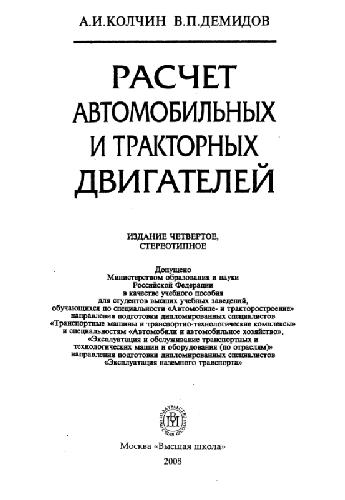 А.И.КОЛЧИН В.П.ДЕМИДОВ
РАСЧЕТ
АВТОМОБИЛЬНЫХ
И ТРАКТОРНЫХ
ДВИГАТЕЛЕЙ
ИЗДАНИЕ ЧЕТВЕРТОЕ,
СТЕРЕОТИПНОЕ
Допущено
Министерством образования и науки
Российской Федерации
в качестве учебного пособия
для студентов высших учебных заведений,
обучающихся по специальности «Автомобиле- и тракторостроение»
направления подготовки дипломированных специалистов
«Транспортные машины и транспортно-технологические комплексы»
и специальностям «Автомобили и автомобильное хозяйство»,
«Эксплуатация и обслуживание транспортных и
технологических машин и оборудования (по отраслям)»
направления подготовки дипломированных специалистов
«Эксплуатация наземного транспорта»
Москва «Высшая школа»
2008